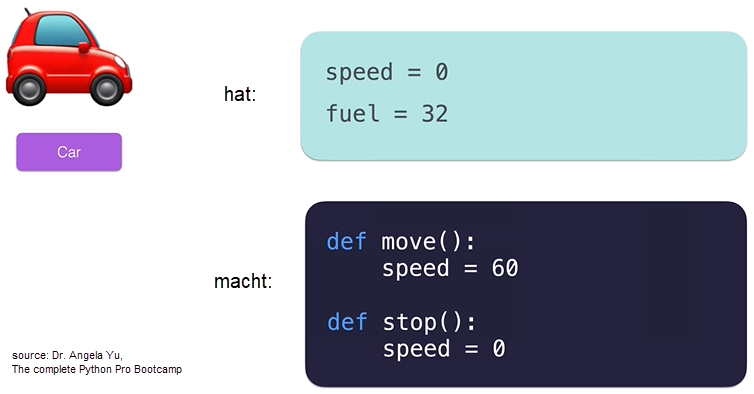 hat:
speed = 0
fuel = 32
Car
macht:
def move():
    speed = 60
def stop():
    speed = 0
source: Dr. Angela Yu,
The complete Python Pro Bootcamp